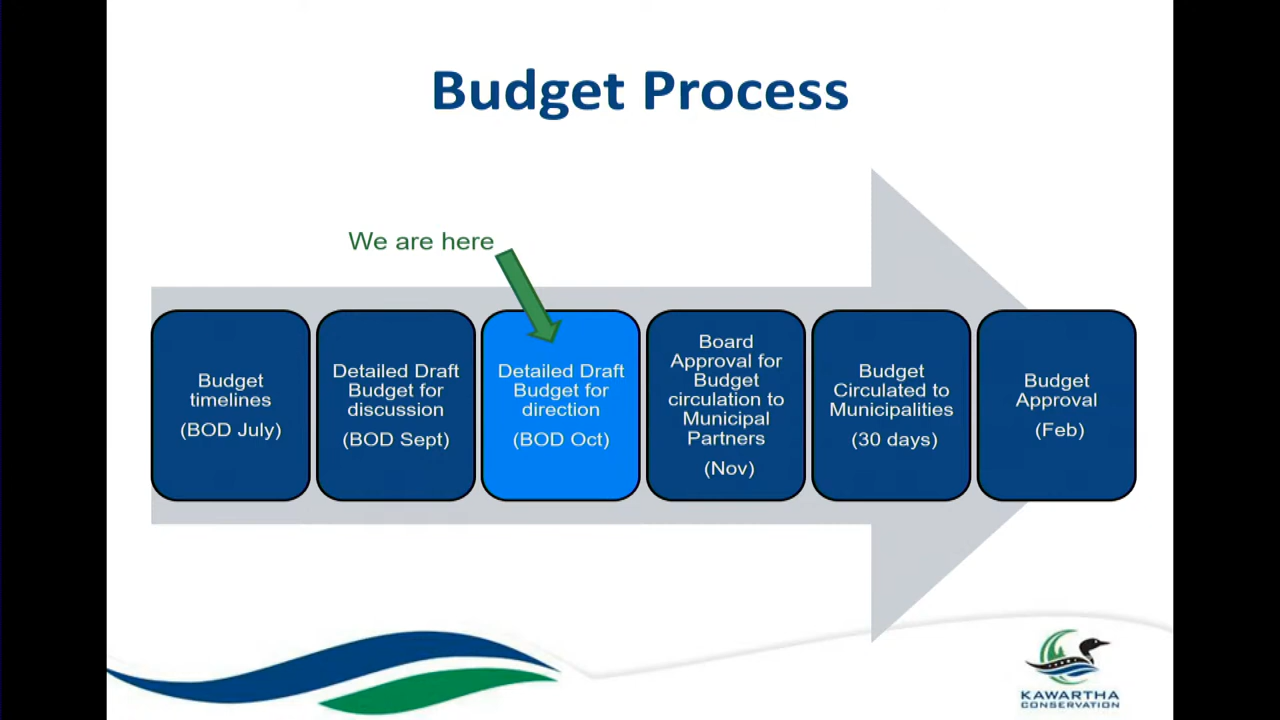 Budget Process
We are here
Budget
timelines
(BOD July)
Detailed Draft
Budget for
discussion
(BOD Sept)
Detailed Draft
Budget for
direction
(BOD Oct)
Board
Approval for
Budget
circulation to
Municipal
Partners
(Nov)
Budget
Circulated to
Municipalities
(30 days)
Budget
Approval
(Feb)
KAWARTHA
CONSERVATION